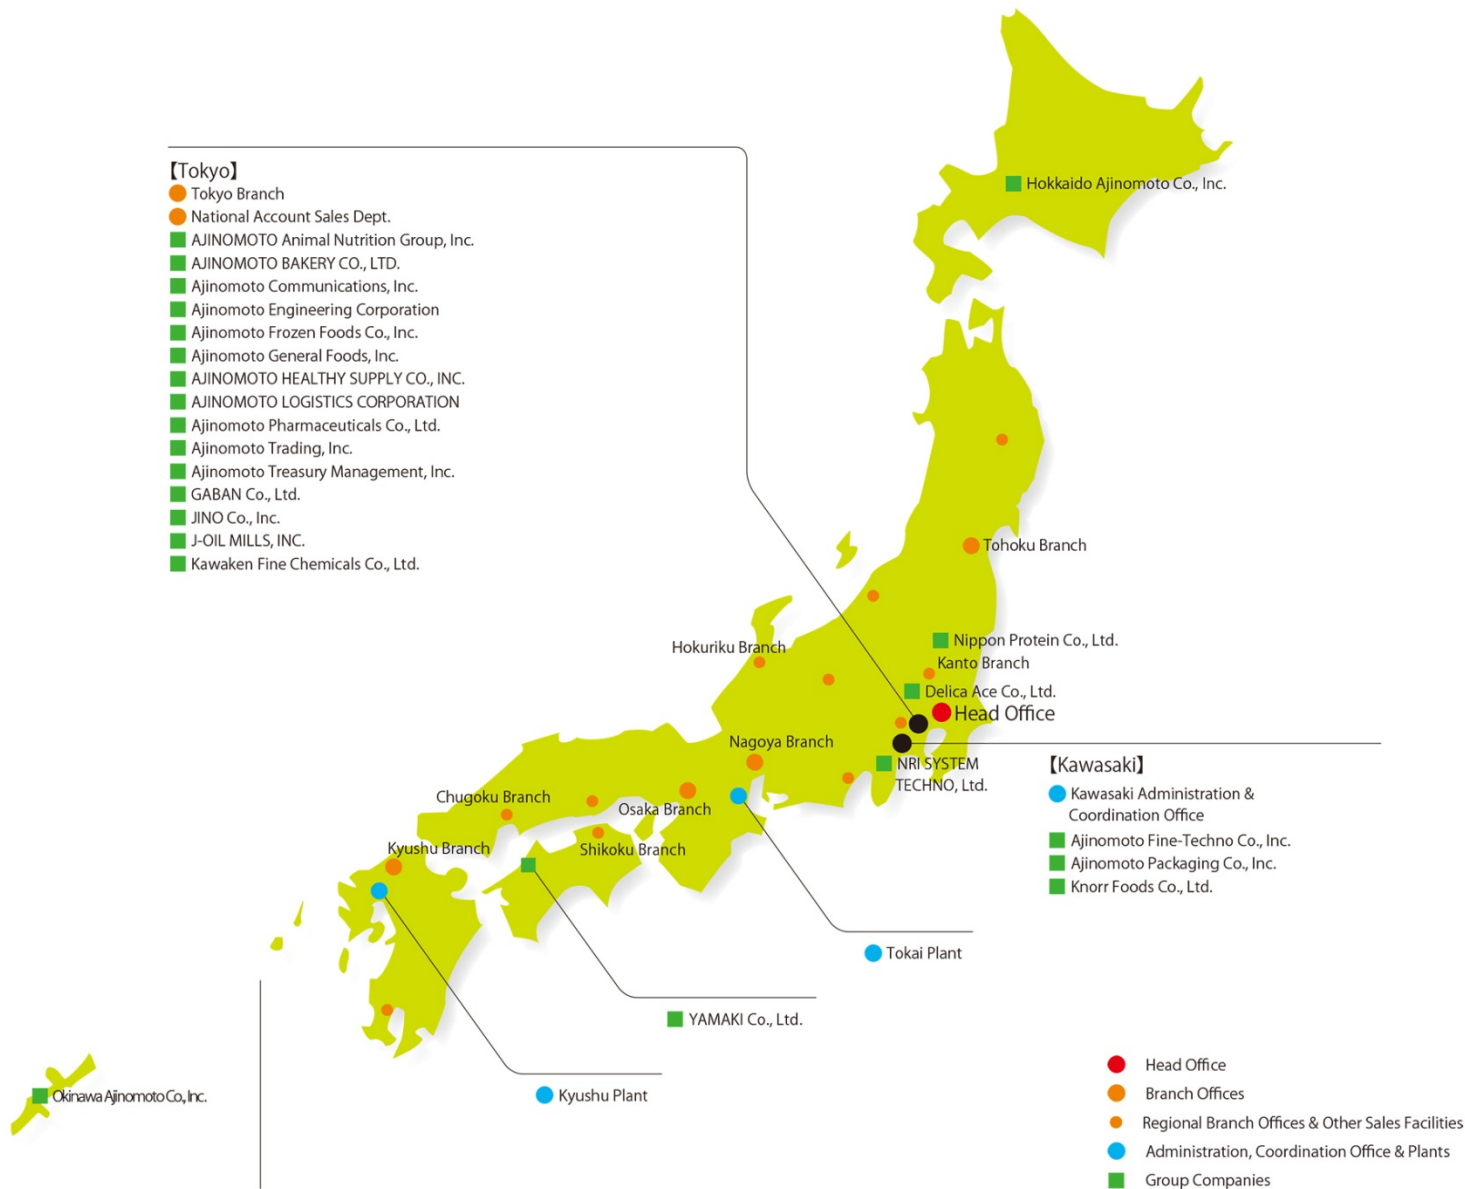 【Tokyo】
Tokyo Branch
National Account Sales Dept.
AJINOMOTO Animal Nutrition Group, Inc.
AJINOMOTO BAKERY CO., LTD.
Ajinomoto Communications, Inc.
Ajinomoto Engineering Corporation
Ajinomoto Frozen Foods Co., Inc.
Ajinomoto General Foods, Inc.
AJINOMOTO HEALTHY SUPPLY CO., INC.
AJINOMOTO LOGISTICS CORPORATION
Ajinomoto Pharmaceuticals Co., Ltd.
Ajinomoto Trading, Inc.
Ajinomoto Treasury Management, Inc.
GABAN Co., Ltd.
JINO Co., Inc.
J-OIL MILLS, INC.
Kawaken Fine Chemicals Co., Ltd.
Hokkaido Ajinomoto Co., Inc.
Tohoku Branch
Nippon Protein Co., Ltd.
Hokuriku Branch
Kanto Branch
Delica Ace Co., Ltd.
Head Office
Nagoya Branch
NRI SYSTEM
TECHNO, Ltd.
【Kawasaki】
Kawasaki Administration &
Coordination Office
Ajinomoto Fine-Techno Co., Inc.
Ajinomoto Packaging Co., Inc.
Knorr Foods Co., Ltd.
Chugoku Branch
Osaka Branch
Kyushu Branch
Shikoku Branch
Tokai Plant
YAMAKI Co., Ltd.
Kyushu Plant
Okinawa Ajinomoto Co., Inc.
Head Office
Branch Offices
Regional Branch Offices & Other Sales Facilities
Administration, Coordination Office & Plants
Group Companies